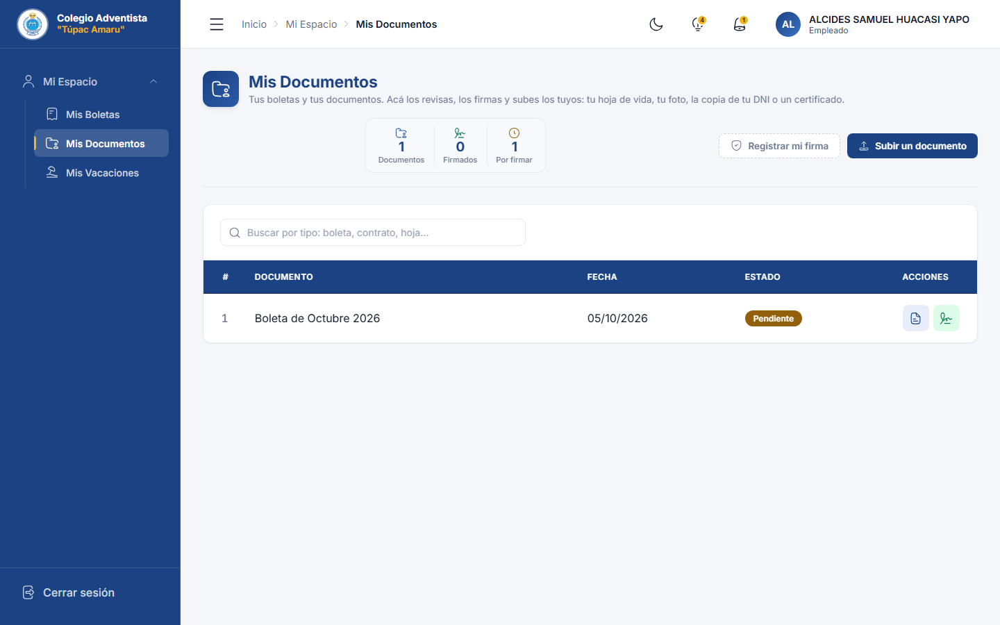 Colegio Adventista
"Túpac Amaru"
Mi Espacio
Mis Boletas
Mis Documentos
Mis Vacaciones
Cerrar sesión
Inicio > Mi Espacio > Mis Documentos
4
1
AL
ALCIDES SAMUEL HUACASI YAPO
Empleado
Mis Documentos
Tus boletas y tus documentos. Acá los revisas, los firmas y subes los tuyos: tu hoja de vida, tu foto, la copia de tu DNI o un certificado.
1
Documentos
0
Firmados
1
Por firmar
Registrar mi firma
Subir un documento
Buscar por tipo: boleta, contrato, hoja...
# DOCUMENTO FECHA ESTADO ACCIONES
1 Boleta de Octubre 2026 05/10/2026 Pendiente